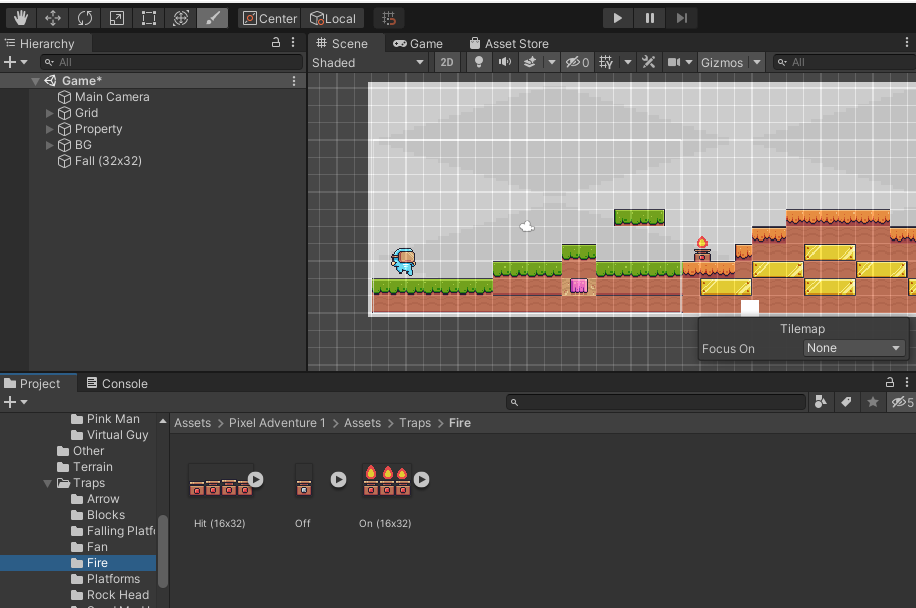 Center Local
Hierarchy
All
Game*
Main Camera
Grid
Property
BG
Fall (32x32)
Scene Game Asset Store
Shaded 2D 0 Gizmos All
Tilemap
Focus On None
Project Console
5
Pink Man
Virtual Guy
Other
Terrain
Traps
Arrow
Blocks
Falling Platf
Fan
Fire
Platforms
Rock Head
Assets > Pixel Adventure 1 > Assets > Traps > Fire
Hit (16x32) Off On (16x32)